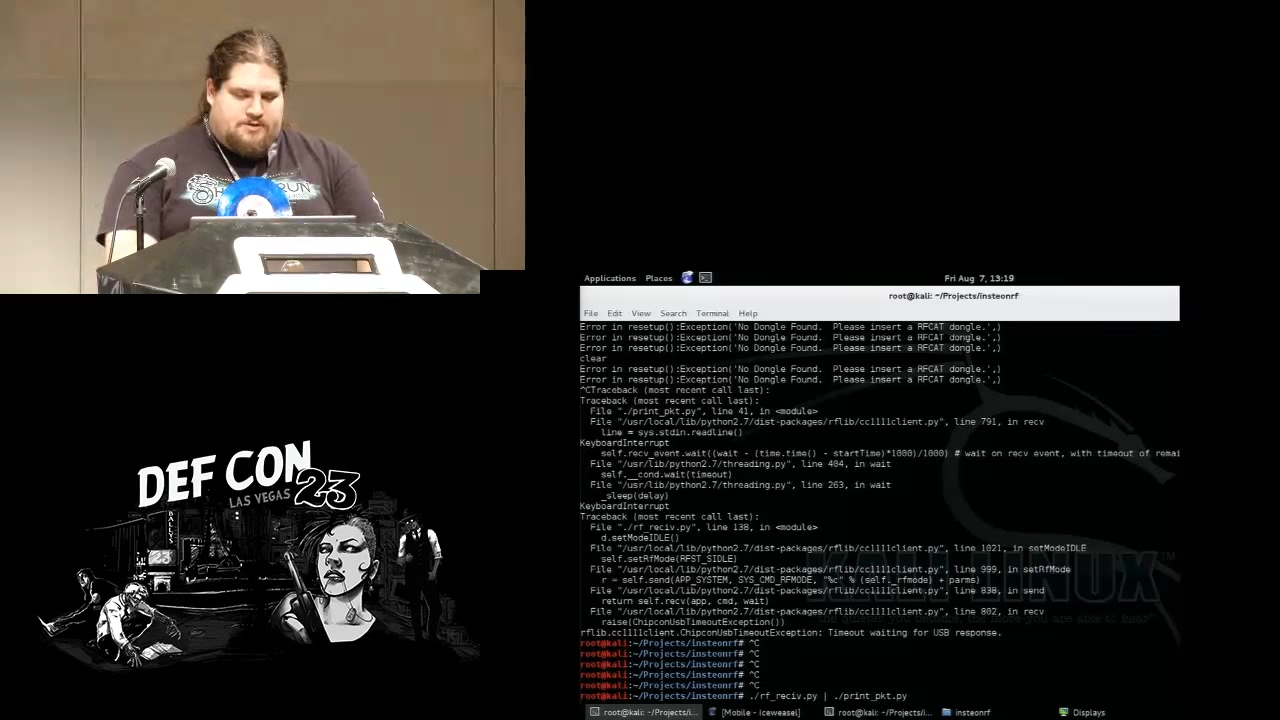 DEF CON
LAS VEGAS 23
BALLYS
Applications Places Fri Aug 7, 13:19
root@kali: ~/Projects/insteonrf
File Edit View Search Terminal Help
Error in resetup():Exception('No Dongle Found.  Please insert a RFCAT dongle.',)
Error in resetup():Exception('No Dongle Found.  Please insert a RFCAT dongle.',)
Error in resetup():Exception('No Dongle Found.  Please insert a RFCAT dongle.',)
clear
Error in resetup():Exception('No Dongle Found.  Please insert a RFCAT dongle.',)
Error in resetup():Exception('No Dongle Found.  Please insert a RFCAT dongle.',)
^CTraceback (most recent call last):
Traceback (most recent call last):
  File "./print_pkt.py", line 41, in <module>
  File "/usr/local/lib/python2.7/dist-packages/rflib/cc1111client.py", line 791, in recv
    line = sys.stdin.readline()
KeyboardInterrupt
    self.recv_event.wait((wait - (time.time() - startTime)*1000)/1000) # wait on recv event, with timeout of remai
  File "/usr/lib/python2.7/threading.py", line 404, in wait
    self.__cond.wait(timeout)
  File "/usr/lib/python2.7/threading.py", line 263, in wait
    _sleep(delay)
KeyboardInterrupt
Traceback (most recent call last):
  File "./rf_reciv.py", line 138, in <module>
    d.setModeIDLE()
  File "/usr/local/lib/python2.7/dist-packages/rflib/cc1111client.py", line 1021, in setModeIDLE
    self.setRfMode(RFST_SIDLE)
  File "/usr/local/lib/python2.7/dist-packages/rflib/cc1111client.py", line 999, in setRfMode
    r = self.send(APP_SYSTEM, SYS_CMD_RFMODE, "%c" % (self._rfmode) + parms)
  File "/usr/local/lib/python2.7/dist-packages/rflib/cc1111client.py", line 838, in send
    return self.recv(app, cmd, wait)
  File "/usr/local/lib/python2.7/dist-packages/rflib/cc1111client.py", line 802, in recv
    raise(ChipconUsbTimeoutException())
rflib.cc1111client.ChipconUsbTimeoutException: Timeout waiting for USB response.
root@kali:~/Projects/insteonrf# ^C
root@kali:~/Projects/insteonrf# ^C
root@kali:~/Projects/insteonrf# ^C
root@kali:~/Projects/insteonrf# ^C
root@kali:~/Projects/insteonrf# ^C
root@kali:~/Projects/insteonrf# ./rf_reciv.py | ./print_pkt.py
root@kali: ~/Projects/i... [Mobile - Iceweasel] root@kali: ~/Projects/i... insteonrf Displays